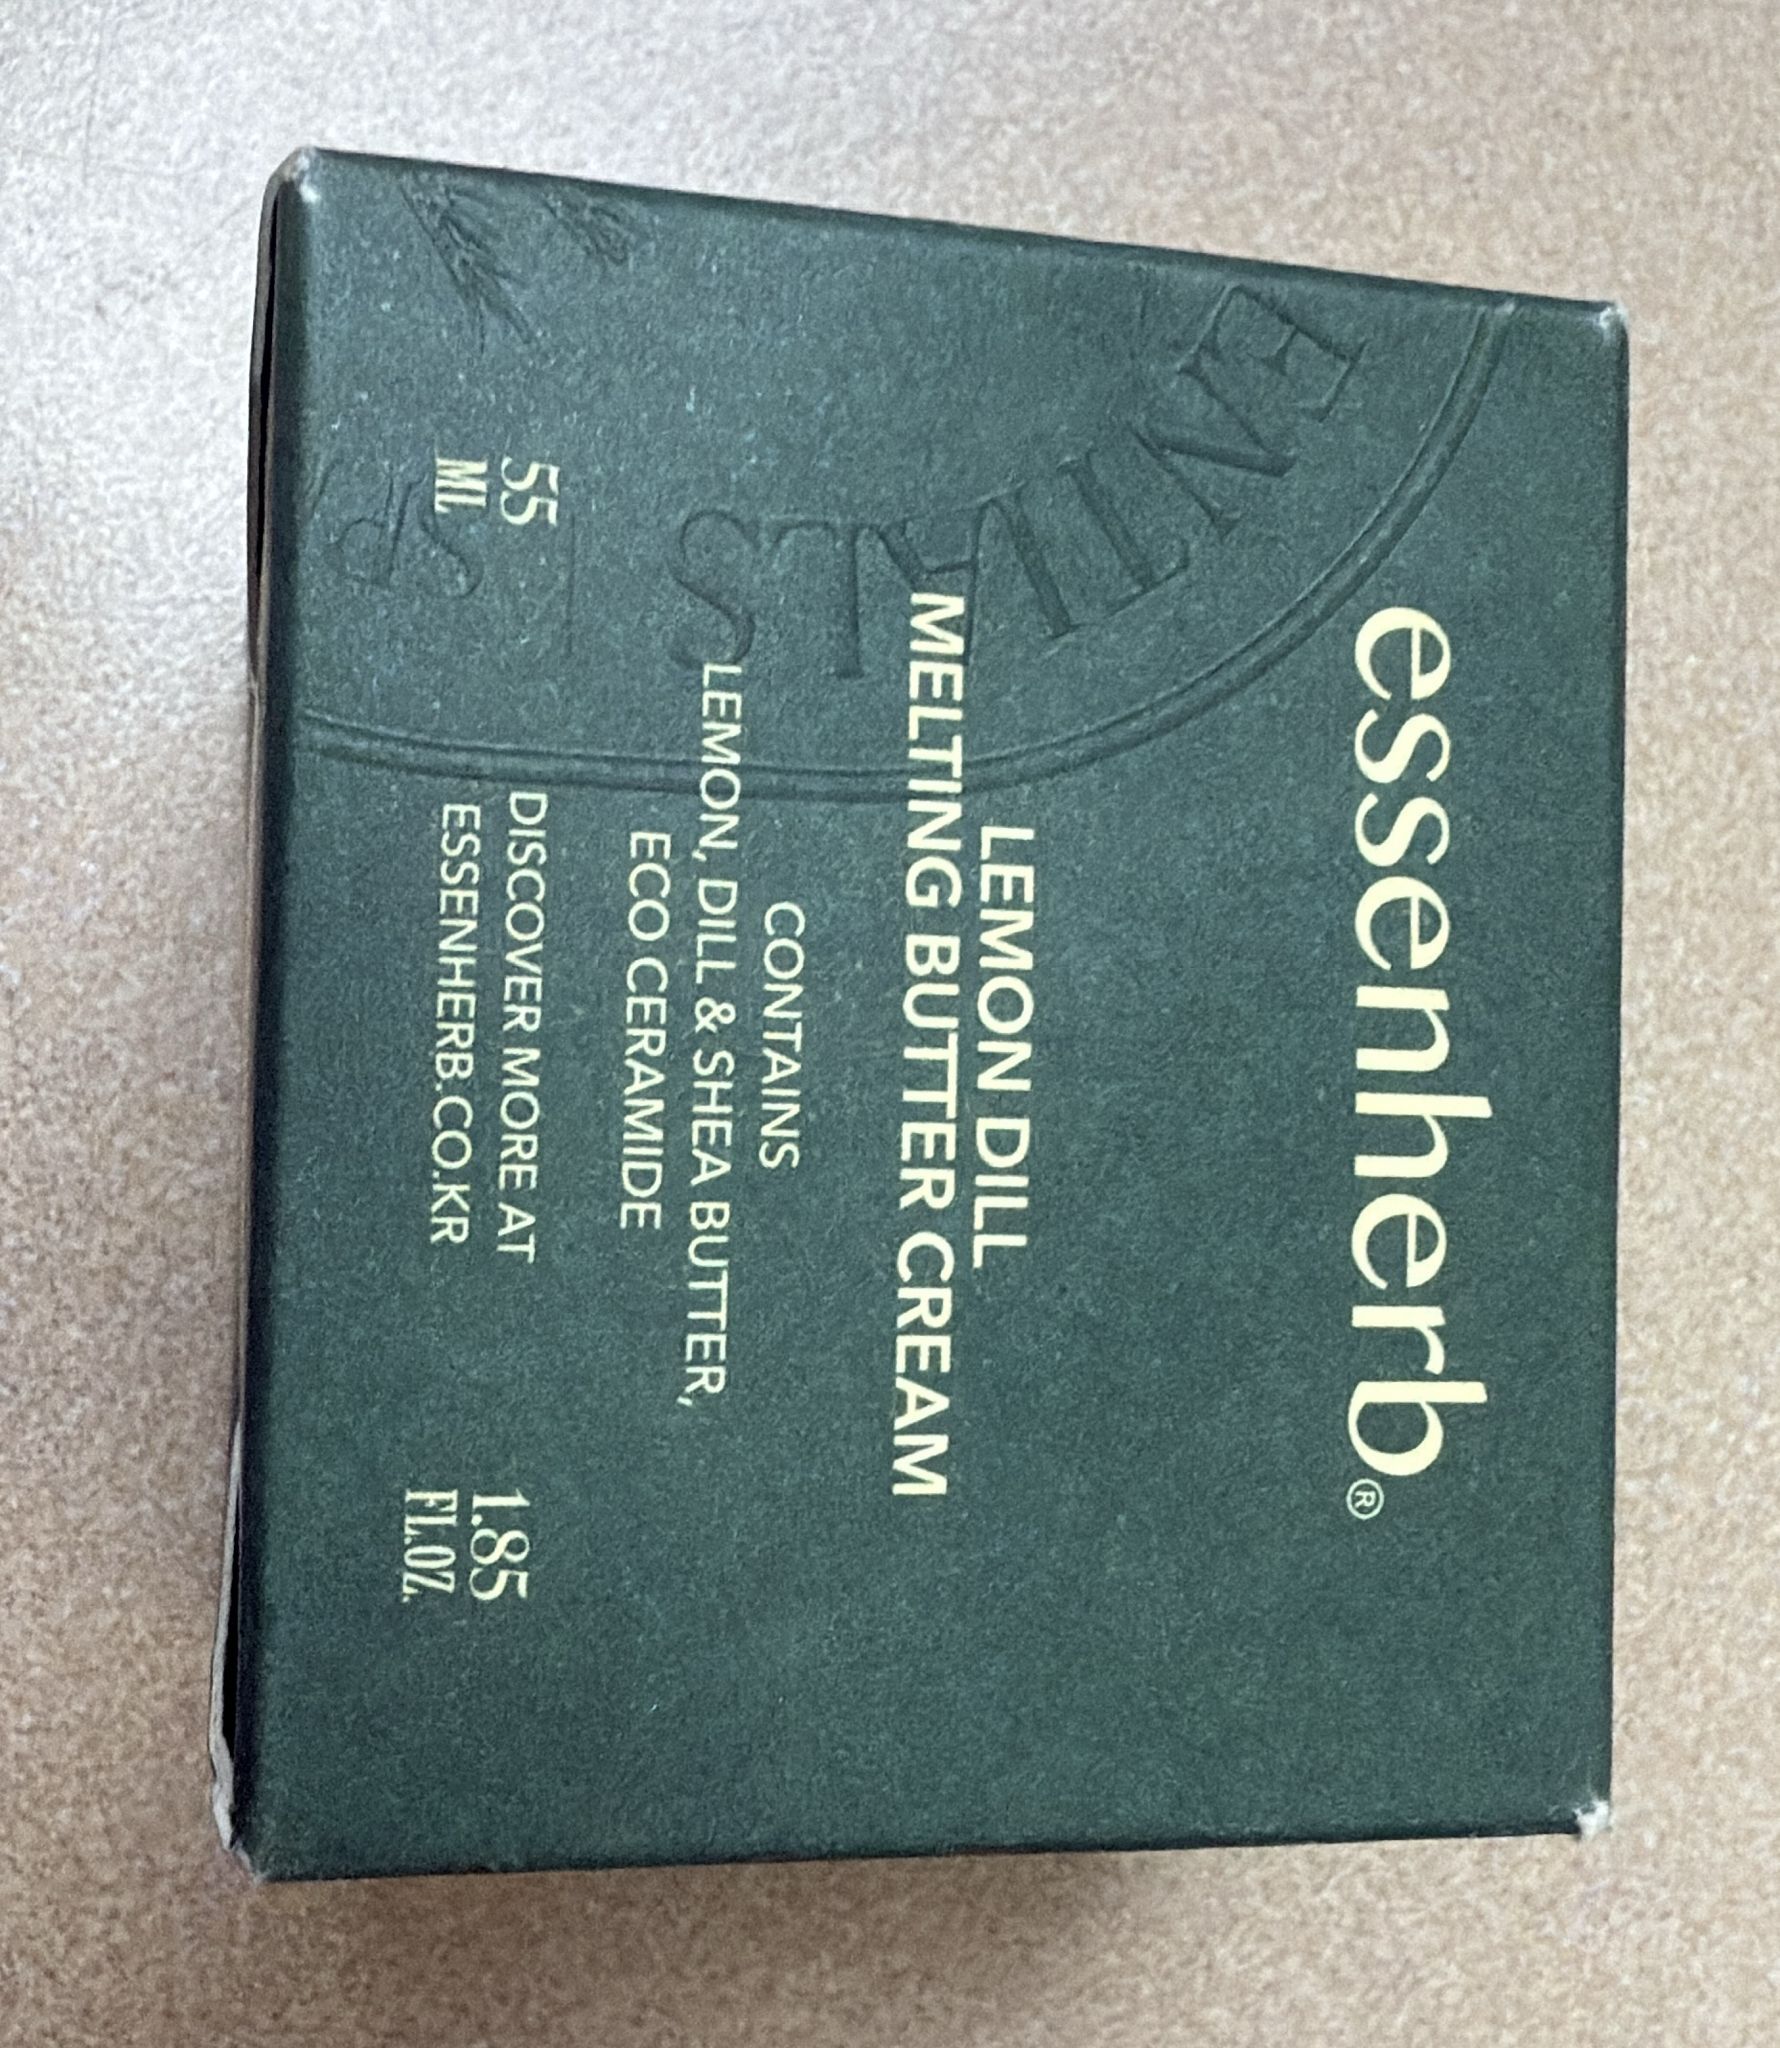 essenherb®
LEMON DILL
MELTING BUTTER CREAM
CONTAINS
LEMON, DILL & SHEA BUTTER,
ECO CERAMIDE
55
ML
DISCOVER MORE AT
ESSENHERB.CO.KR
1.85
FL.OZ.